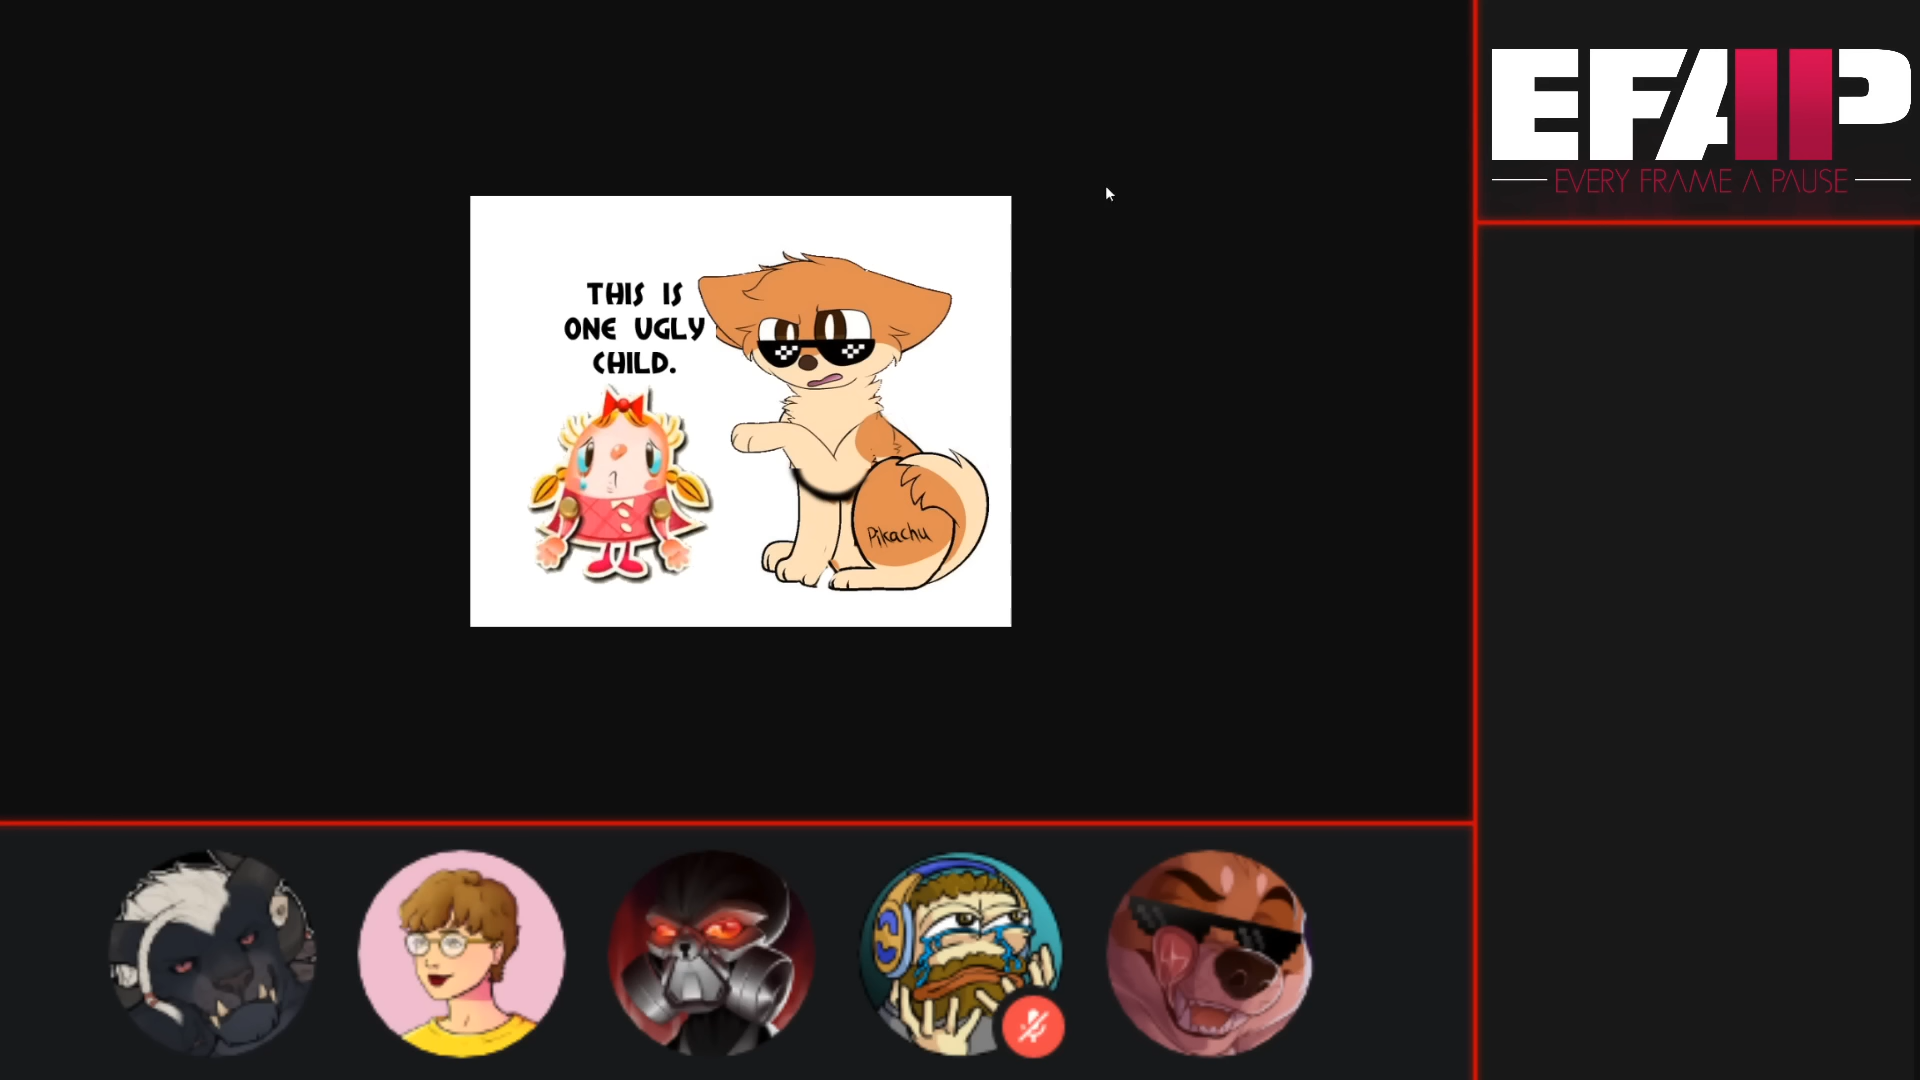 EFAP
EVERY FRAME A PAUSE
THIS IS
ONE UGLY
CHILD.
Pikachu